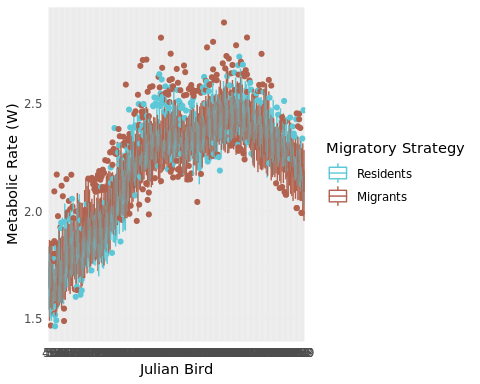 Metabolic Rate (W)
2.5
2.0
1.5
Julian Bird
Migratory Strategy
Residents
Migrants